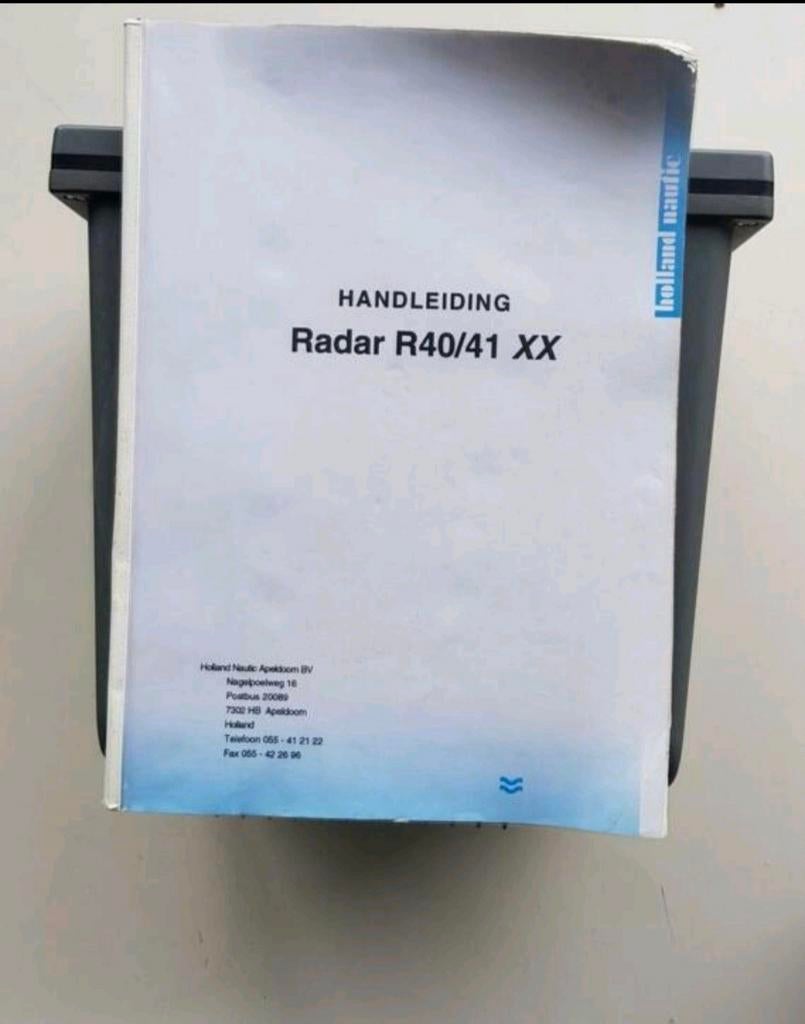 holland nautic
HANDLEIDING
Radar R40/41 XX
Holland Nautic Apeldoorn BV
Nagelpoelweg 16
Postbus 20089
7302 HB Apeldoorn
Holland
Telefoon 055 - 41 21 22
Fax 055 - 42 26 96